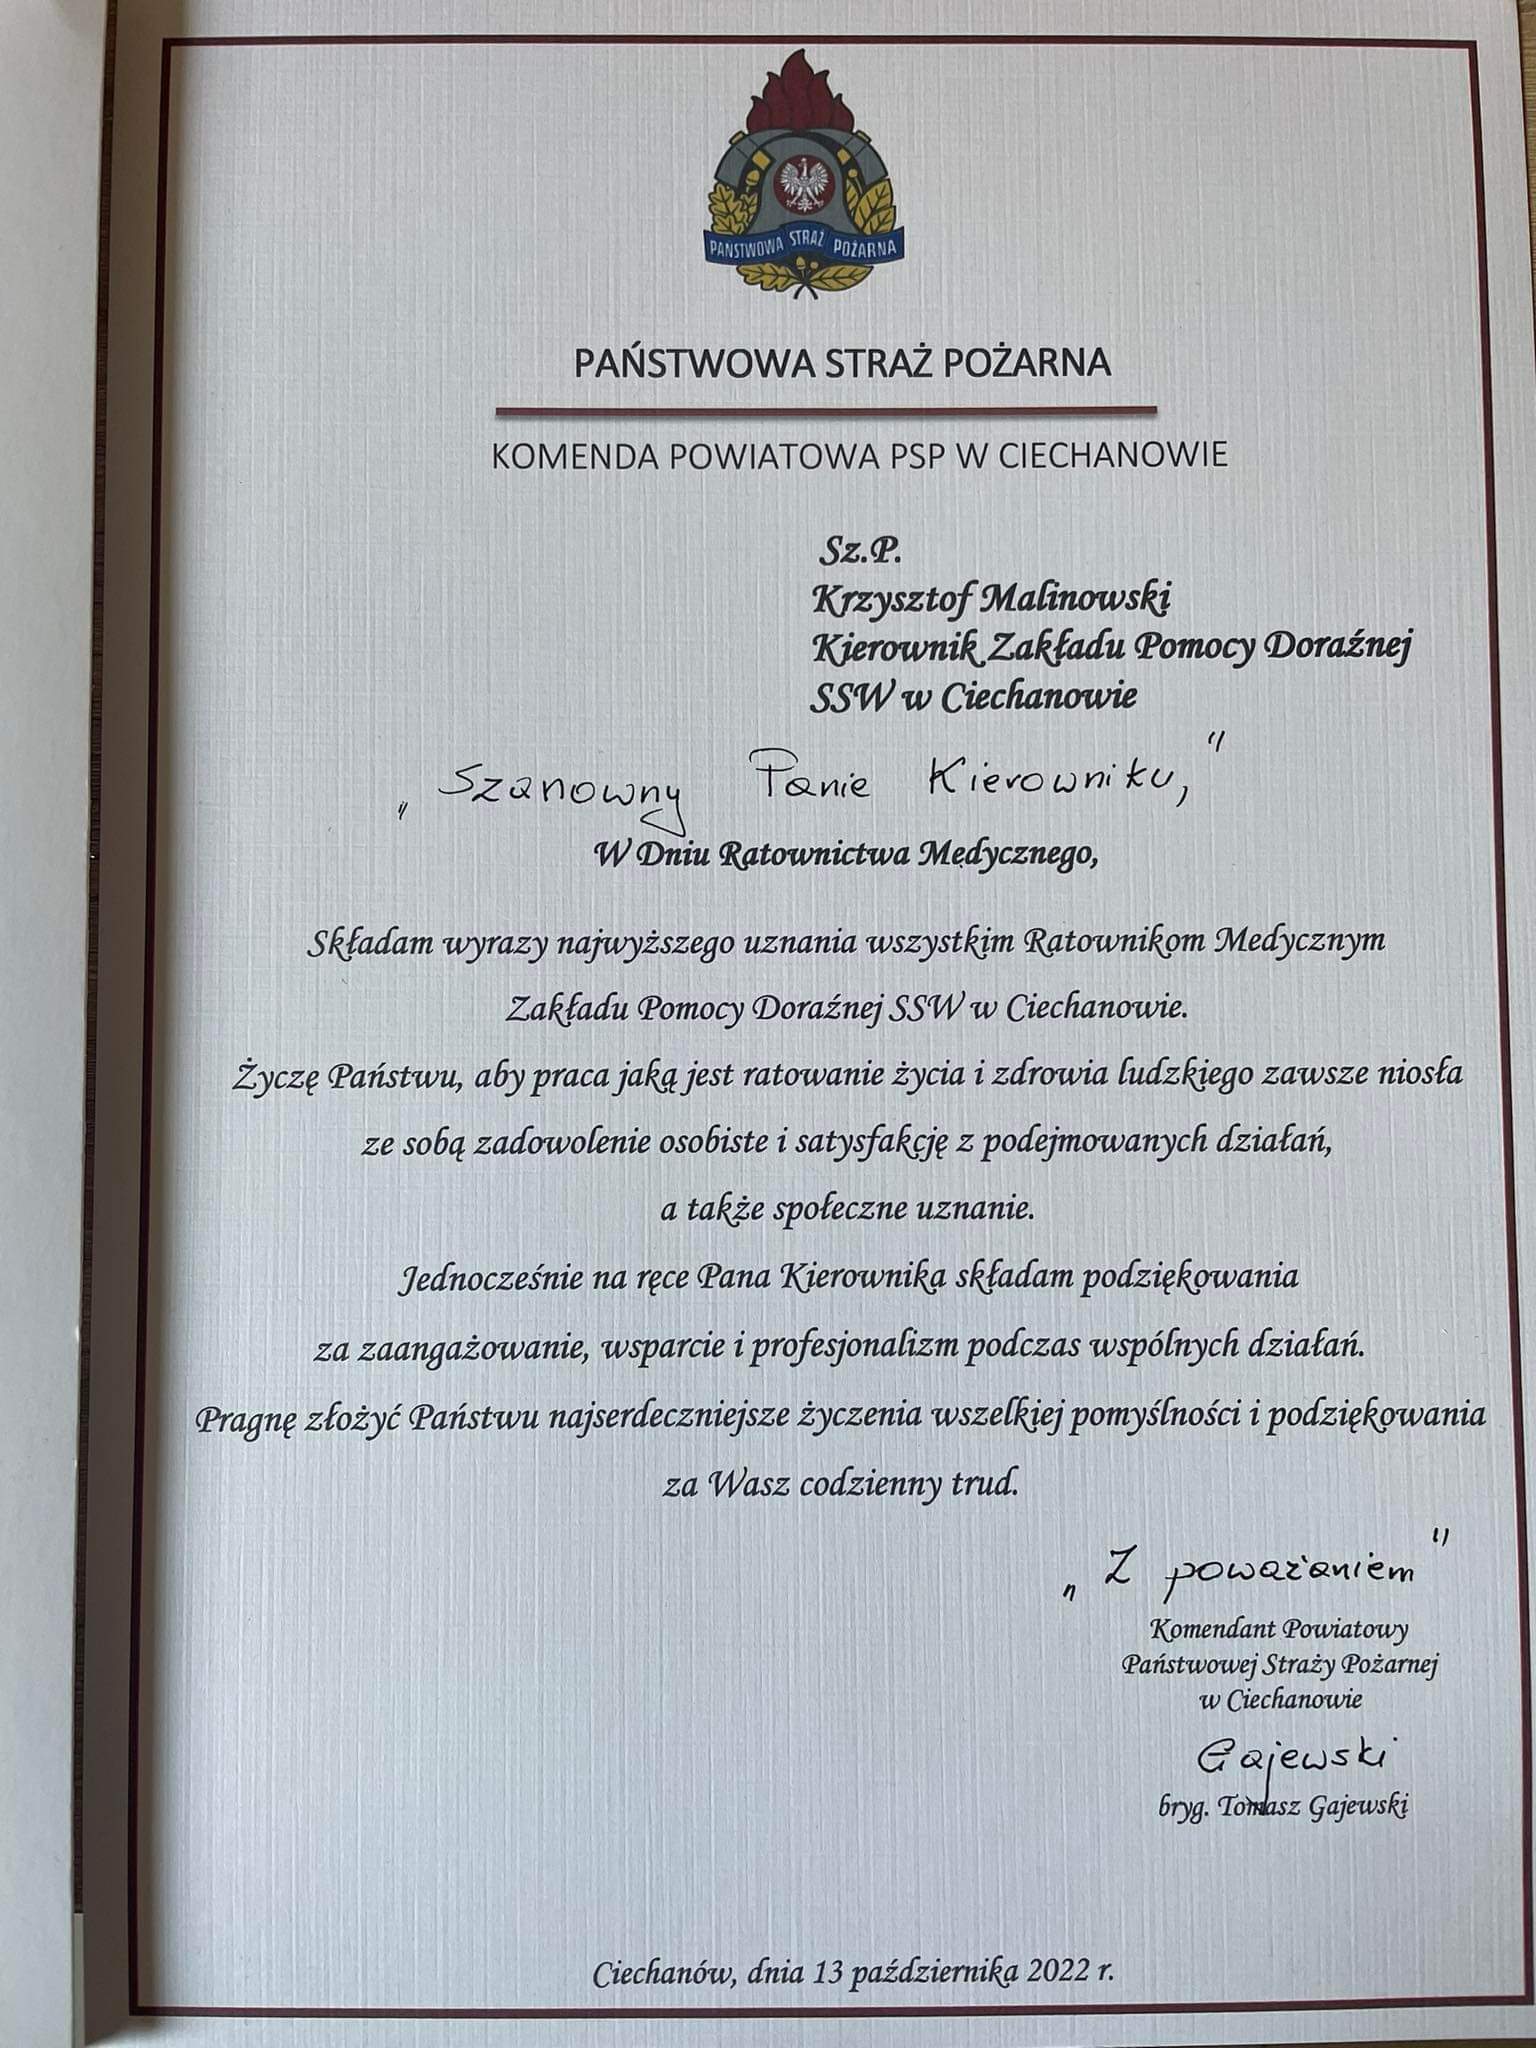 PAŃSTWOWA STRAŻ POŻARNA
PAŃSTWOWA STRAŻ POŻARNA
KOMENDA POWIATOWA PSP W CIECHANOWIE
Sz.P.
Krzysztof Malinowski
Kierownik Zakładu Pomocy Doraźnej
SSW w Ciechanowie
„Szanowny Panie Kierowniku,”
W Dniu Ratownictwa Medycznego,
Składam wyrazy najwyższego uznania wszystkim Ratownikom Medycznym
Zakładu Pomocy Doraźnej SSW w Ciechanowie.
Życzę Państwu, aby praca jaką jest ratowanie życia i zdrowia ludzkiego zawsze niosła
ze sobą zadowolenie osobiste i satysfakcję z podejmowanych działań,
a także społeczne uznanie.
Jednocześnie na ręce Pana Kierownika składam podziękowania
za zaangażowanie, wsparcie i profesjonalizm podczas wspólnych działań.
Pragnę złożyć Państwu najserdeczniejsze życzenia wszelkiej pomyślności i podziękowania
za Wasz codzienny trud.
„Z poważaniem”
Komendant Powiatowy
Państwowej Straży Pożarnej
w Ciechanowie
Gajewski
bryg. Tomasz Gajewski
Ciechanów, dnia 13 października 2022 r.